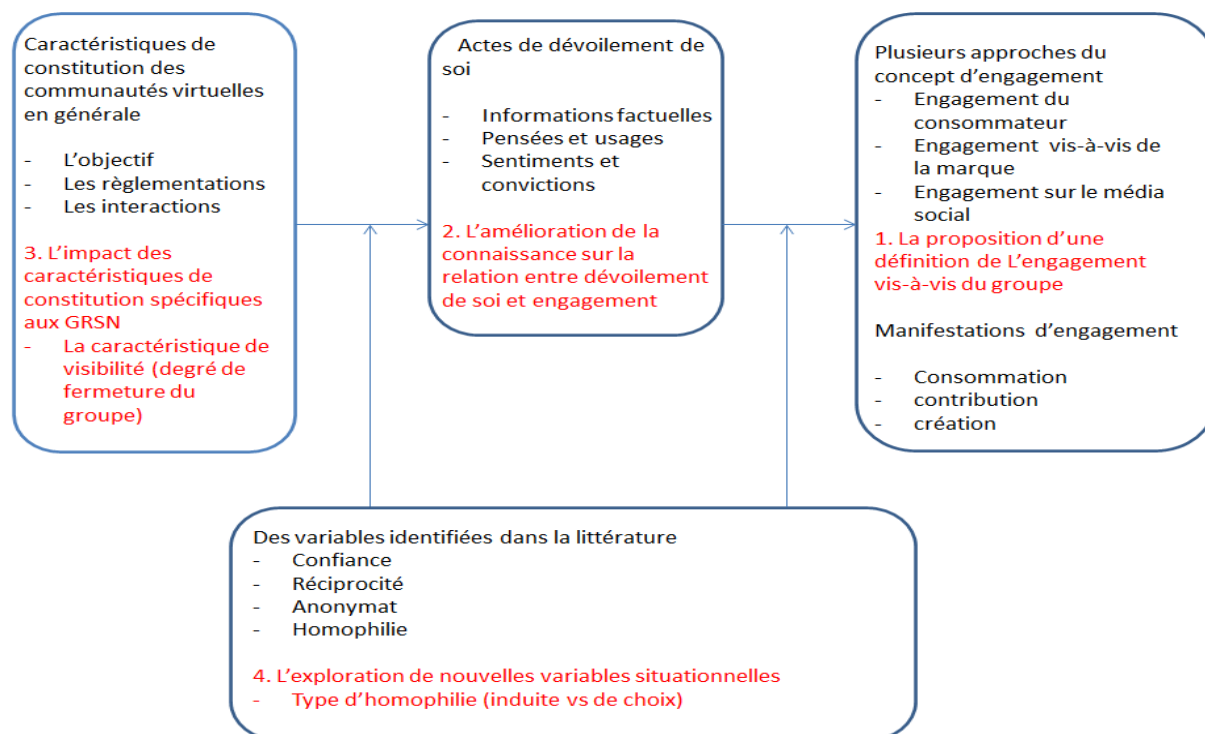 Caractéristiques de
constitution des
communautés virtuelles
en générale
- L'objectif
- Les règlementations
- Les interactions
3. L'impact des
caractéristiques de
constitution spécifiques
aux GRSN
- La caractéristique de
visibilité (degré de
fermeture du
groupe)
Actes de dévoilement de
soi
- Informations factuelles
- Pensées et usages
- Sentiments et
convictions
2. L'amélioration de la
connaissance sur la
relation entre dévoilement
de soi et engagement
Plusieurs approches du
concept d'engagement
- Engagement du
consommateur
- Engagement vis-à-vis de
la marque
- Engagement sur le média
social
1. La proposition d'une
définition de L'engagement
vis-à-vis du groupe
Manifestations d'engagement
- Consommation
- contribution
- création
Des variables identifiées dans la littérature
- Confiance
- Réciprocité
- Anonymat
- Homophilie
4. L'exploration de nouvelles variables situationnelles
- Type d'homophilie (induite vs de choix)